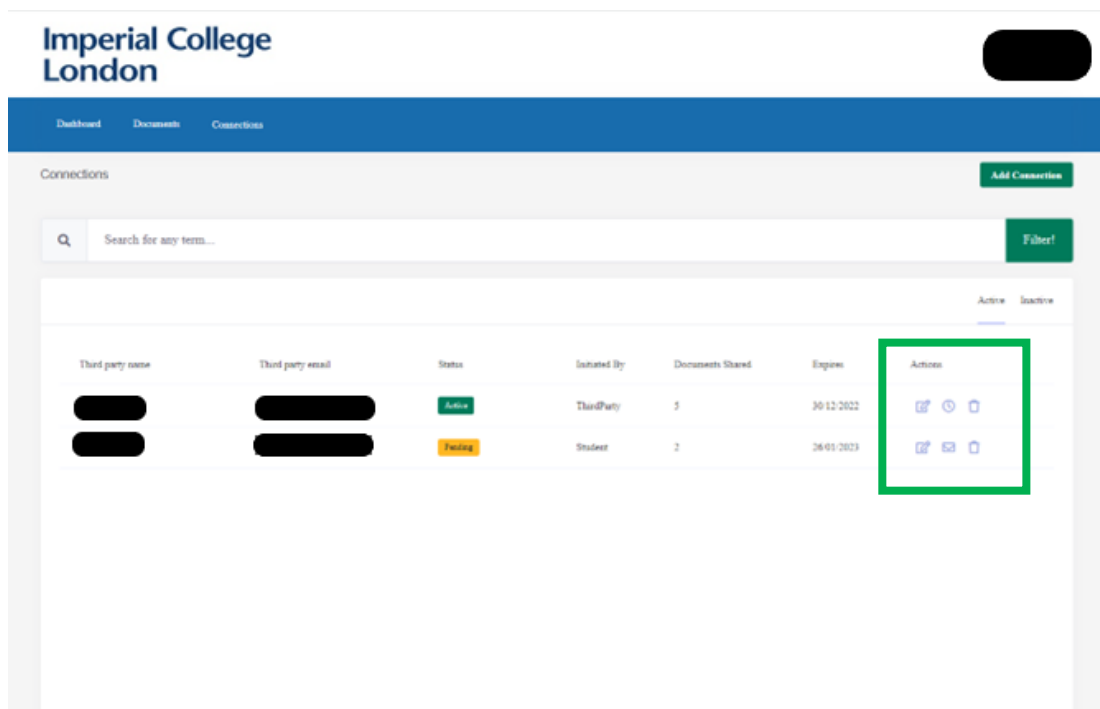 Imperial College
London
Dashboard Documents Connections
Connections
Add Connection
Search for any term...
Filter!
Active Inactive
Third party name Third party email Status Initiated By Documents Shared Expires Actions
Active ThirdParty 5 30/12/2022
Pending Student 2 26/01/2023